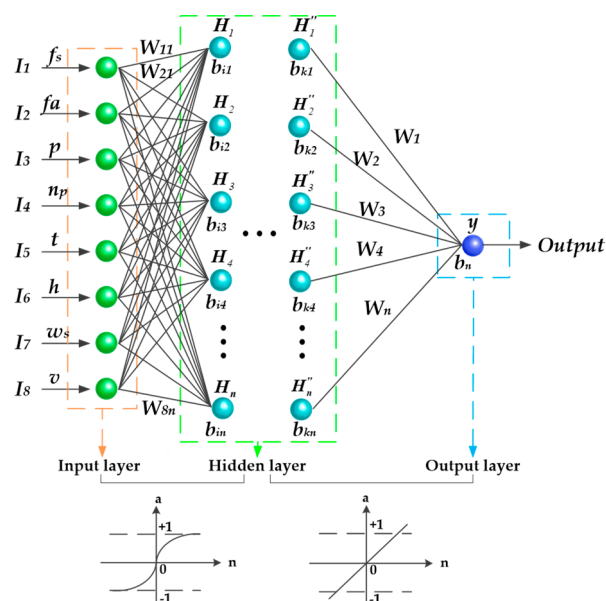 I1 fs
I2 fa
I3 p
I4 np
I5 t
I6 h
I7 ws
I8 v
W11
W21
W8n
H1
bi1
H2
bi2
H3
bi3
H4
bi4
Hn
bin
H"1
bk1
H"2
bk2
H"3
bk3
H"4
bk4
H"n
bkn
W1
W2
W3
W4
Wn
y
bn
Output
Input layer Hidden layer Output layer
a
+1
0
n
-1
a
+1
0
n
-1